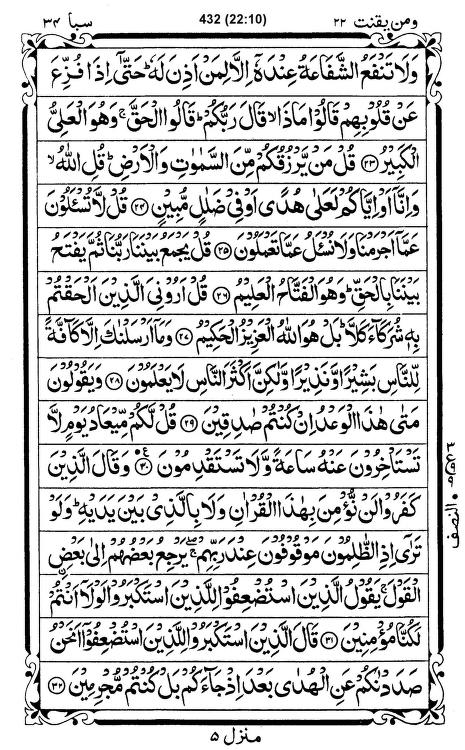 ومن يقنت ٢٢ 432 (22:10) سبا ٣٤
وَلَا تَنْفَعُ الشَّفَاعَةُ عِنْدَهٗٓ اِلَّا لِمَنْ اَذِنَ لَهٗ ؕ حَتّٰۤى اِذَا فُزِّعَ
عَنْ قُلُوْبِهِمْ قَالُوْا مَاذَا ۙ قَالَ رَبُّكُمْ ؕ قَالُوا الْحَقَّ ۚ وَهُوَ الْعَلِىُّ
الْكَبِيْرُ ﴿٢٣﴾ قُلْ مَنْ يَّرْزُقُكُمْ مِّنَ السَّمٰوٰتِ وَالْاَرْضِ ؕ قُلِ اللّٰهُ ۙ
وَاِنَّاۤ اَوْ اِيَّاكُمْ لَعَلٰى هُدًى اَوْ فِىْ ضَلٰلٍ مُّبِيْنٍ ﴿٢٤﴾ قُلْ لَّا تُسْئَلُوْنَ
عَمَّاۤ اَجْرَمْنَا وَلَا نُسْئَلُ عَمَّا تَعْمَلُوْنَ ﴿٢٥﴾ قُلْ يَجْمَعُ بَيْنَنَا رَبُّنَا ثُمَّ يَفْتَحُ
بَيْنَنَا بِالْحَقِّ ؕ وَهُوَ الْفَتَّاحُ الْعَلِيْمُ ﴿٢٦﴾ قُلْ اَرُوْنِىَ الَّذِيْنَ اَلْحَقْتُمْ
بِهٖ شُرَكَآءَ كَلَّا ؕ بَلْ هُوَ اللّٰهُ الْعَزِيْزُ الْحَكِيْمُ ﴿٢٧﴾ وَمَاۤ اَرْسَلْنٰكَ اِلَّا كَآفَّةً
لِّلنَّاسِ بَشِيْرًا وَّنَذِيْرًا وَّلٰكِنَّ اَكْثَرَ النَّاسِ لَا يَعْلَمُوْنَ ﴿٢٨﴾ وَيَقُوْلُوْنَ
مَتٰى هٰذَا الْوَعْدُ اِنْ كُنْتُمْ صٰدِقِيْنَ ﴿٢٩﴾ قُلْ لَّكُمْ مِّيْعَادُ يَوْمٍ لَّا
تَسْتَاْخِرُوْنَ عَنْهُ سَاعَةً وَّلَا تَسْتَقْدِمُوْنَ ﴿٣٠﴾ ع وَقَالَ الَّذِيْنَ
كَفَرُوْا لَنْ نُّؤْمِنَ بِهٰذَا الْقُرْاٰنِ وَلَا بِالَّذِىْ بَيْنَ يَدَيْهِ ؕ وَلَوْ
تَرٰٓى اِذِ الظّٰلِمُوْنَ مَوْقُوْفُوْنَ عِنْدَ رَبِّهِمْ ۖۚ يَرْجِعُ بَعْضُهُمْ اِلٰى بَعْضِ
اۨلْقَوْلَ ۚ يَقُوْلُ الَّذِيْنَ اسْتُضْعِفُوْا لِلَّذِيْنَ اسْتَكْبَرُوْا لَوْلَاۤ اَنْتُمْ
لَكُنَّا مُؤْمِنِيْنَ ﴿٣١﴾ قَالَ الَّذِيْنَ اسْتَكْبَرُوْا لِلَّذِيْنَ اسْتُضْعِفُوْۤا اَنَحْنُ
صَدَدْنٰكُمْ عَنِ الْهُدٰى بَعْدَ اِذْ جَآءَكُمْ بَلْ كُنْتُمْ مُّجْرِمِيْنَ ﴿٣٢﴾
النصف
منزل ٥